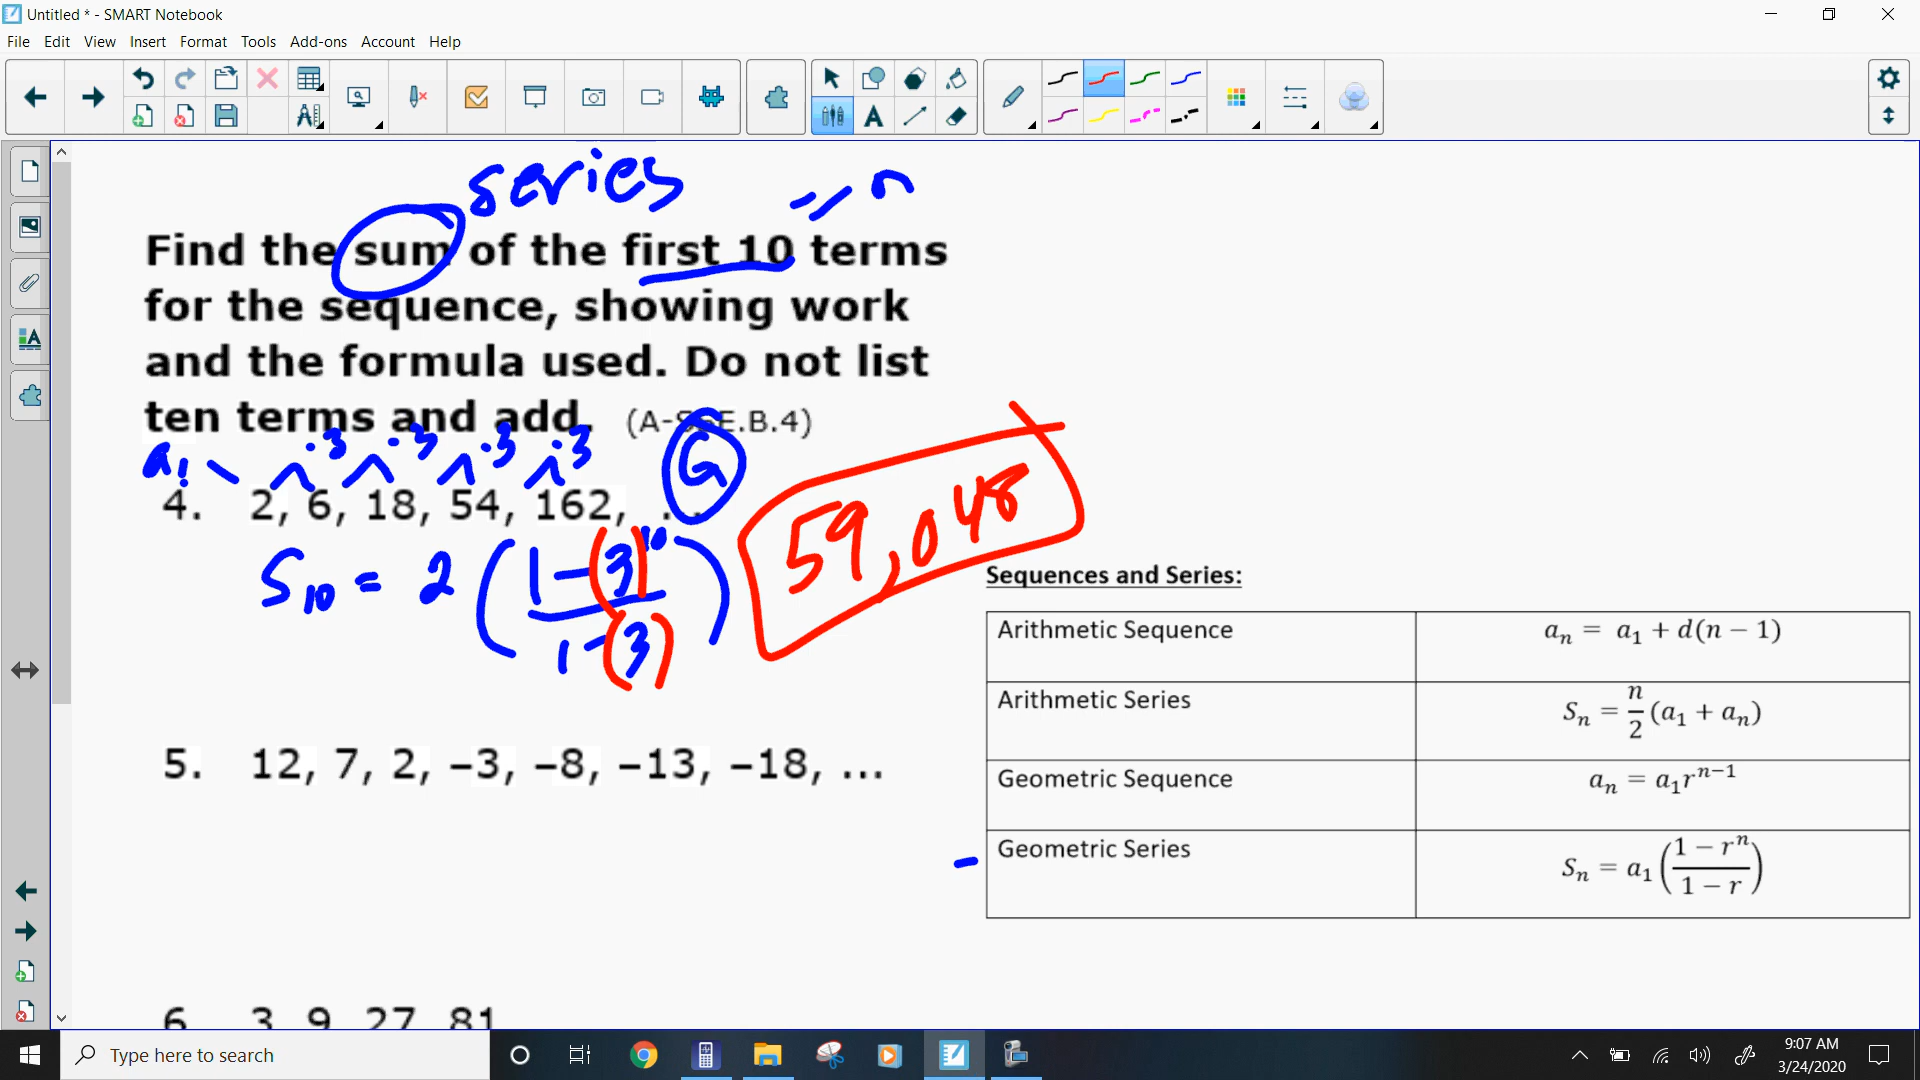 Untitled * - SMART Notebook
File Edit View Insert Format Tools Add-ons Account Help
series = n
Find the sum of the first 10 terms
for the sequence, showing work
and the formula used. Do not list
ten terms and add. (A-SSE.B.4)
a₁ ·3 ·3 ·3 ·3 G
4. 2, 6, 18, 54, 162, ...
S₁₀ = 2 (1-(3)¹⁰ / 1-(3)) 59,048
Sequences and Series:
Arithmetic Sequence aₙ = a₁ + d(n − 1)
Arithmetic Series Sₙ = n/2 (a₁ + aₙ)
Geometric Sequence aₙ = a₁rⁿ⁻¹
Geometric Series Sₙ = a₁ (1 − rⁿ / 1 − r)
5. 12, 7, 2, −3, −8, −13, −18, ...
6 3 9 27 81
Type here to search
9:07 AM
3/24/2020